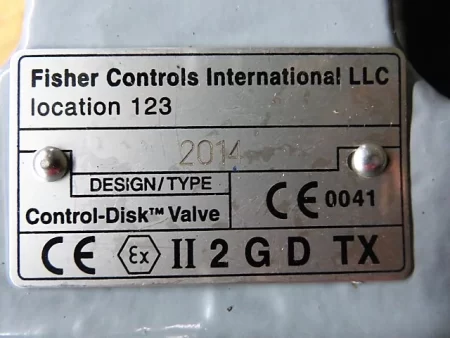 Fisher Controls International LLC
location 123
2014
DESIGN/TYPE
Control-Disk™ Valve
CE 0041
CE Ex II 2 G D TX